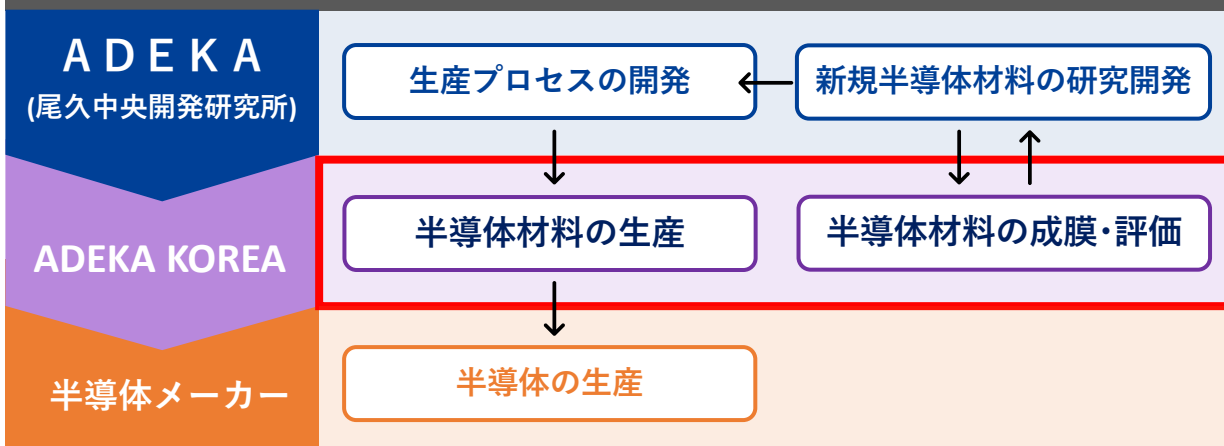 ADEKA
(尾久中央開発研究所)
生産プロセスの開発
新規半導体材料の研究開発
ADEKA KOREA
半導体材料の生産
半導体材料の成膜・評価
半導体メーカー
半導体の生産